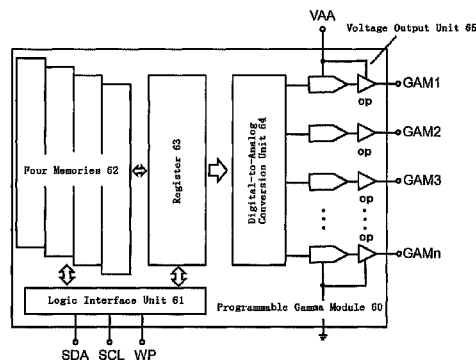 VAA
Voltage Output Unit 65
GAM1
op
GAM2
op
GAM3
op
op
GAMn
Four Memories 62
Register 63
Digital-to-Analog
Conversion Unit 64
Logic Interface Unit 61
Programmable Gamma Module 60
SDA SCL WP